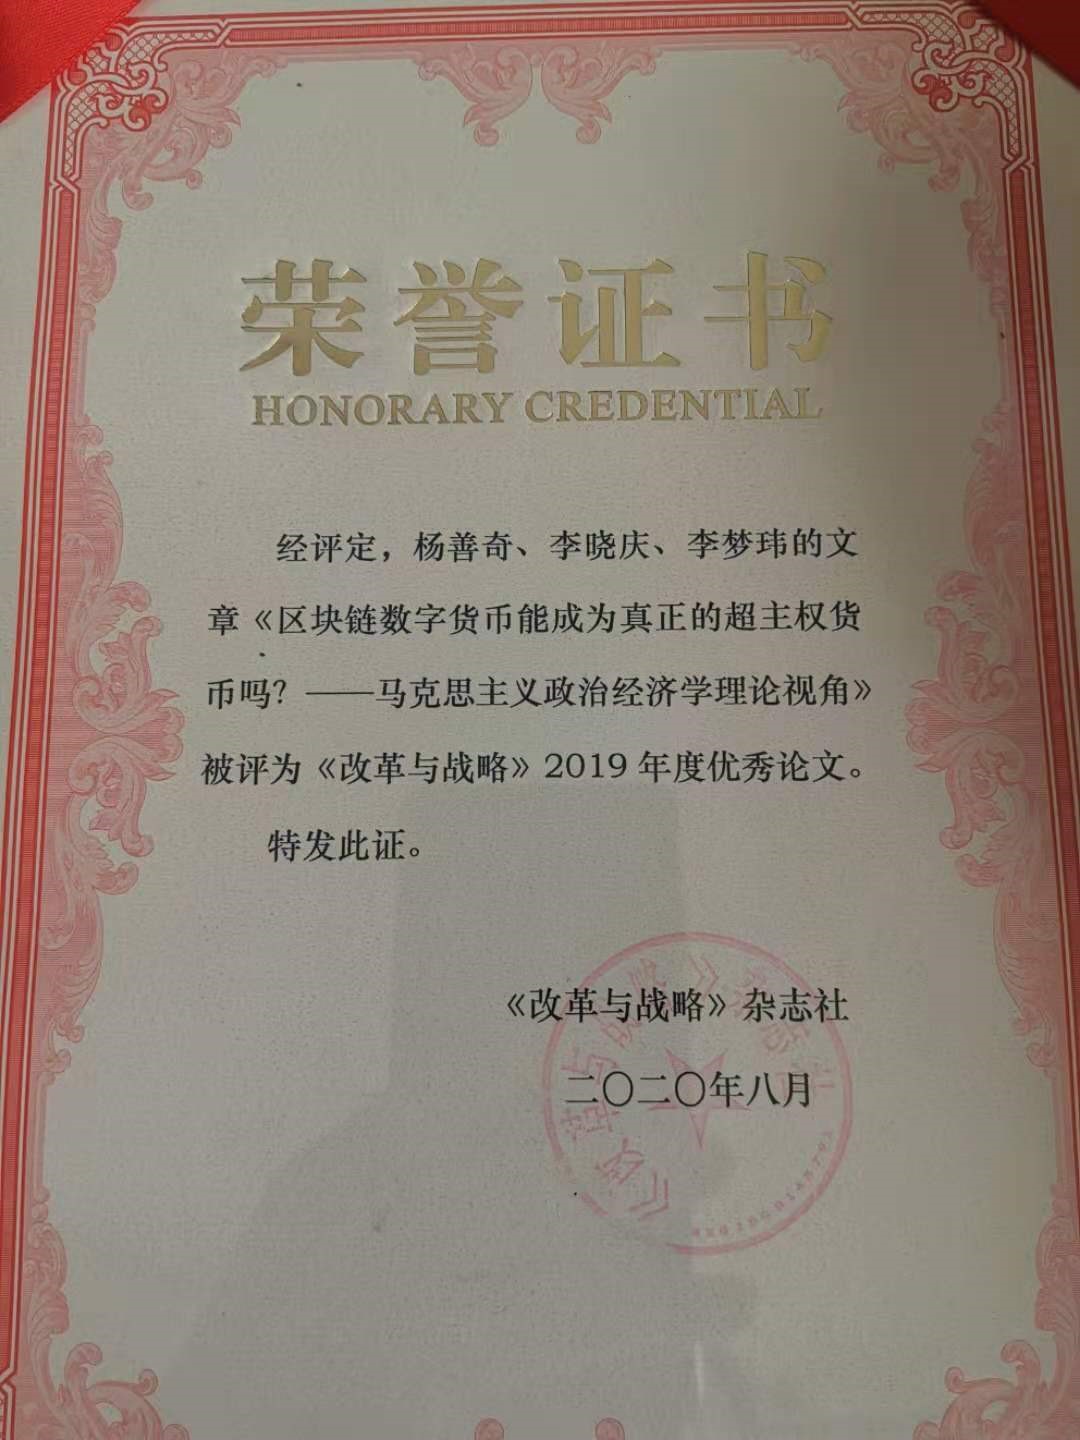 荣誉证书
HONORARY CREDENTIAL
经评定，杨善奇、李晓庆、李梦玮的文
章《区块链数字货币能成为真正的超主权货
币吗？——马克思主义政治经济学理论视角》
被评为《改革与战略》2019年度优秀论文。
特发此证。
《改革与战略》杂志社
二〇二〇年八月